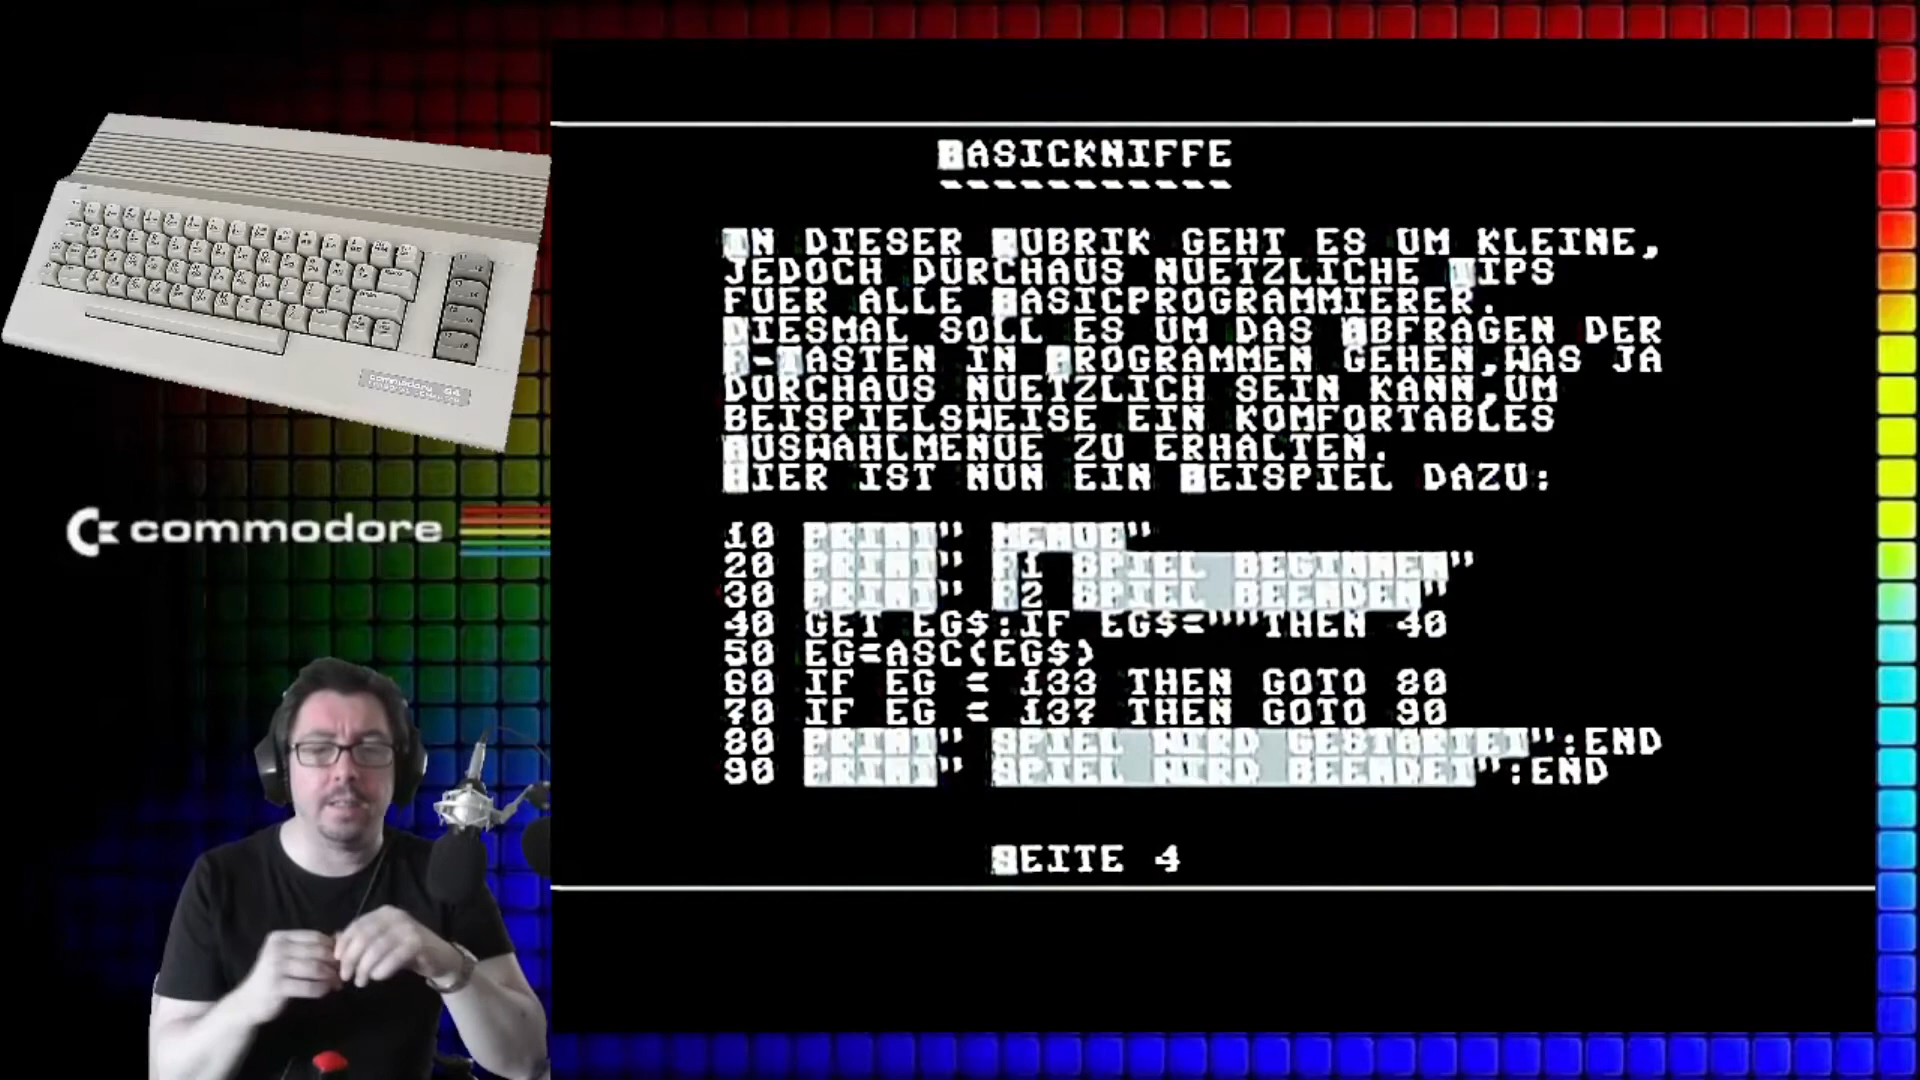 BASICKNIFFE
-----------
IN DIESER RUBRIK GEHT ES UM KLEINE,
JEDOCH DURCHAUS NUETZLICHE TIPS
FUER ALLE BASICPROGRAMMIERER.
DIESMAL SOLL ES UM DAS ABFRAGEN DER
F-TASTEN IN PROGRAMMEN GEHEN,WAS JA
DURCHAUS NUETZLICH SEIN KANN,UM
BEISPIELSWEISE EIN KOMFORTABLES
AUSWAHLMENUE ZU ERHALTEN.
HIER IST NUN EIN BEISPIEL DAZU:
10 PRINT" MENUE"
20 PRINT" F1 SPIEL BEGINNEN"
30 PRINT" F2 SPIEL BEENDEN"
40 GET EG$:IF EG$=""THEN 40
50 EG=ASC(EG$)
60 IF EG = 133 THEN GOTO 80
70 IF EG = 137 THEN GOTO 90
80 PRINT" SPIEL WIRD GESTARTET":END
90 PRINT" SPIEL WIRD BEENDET":END
SEITE 4
commodore 64
commodore